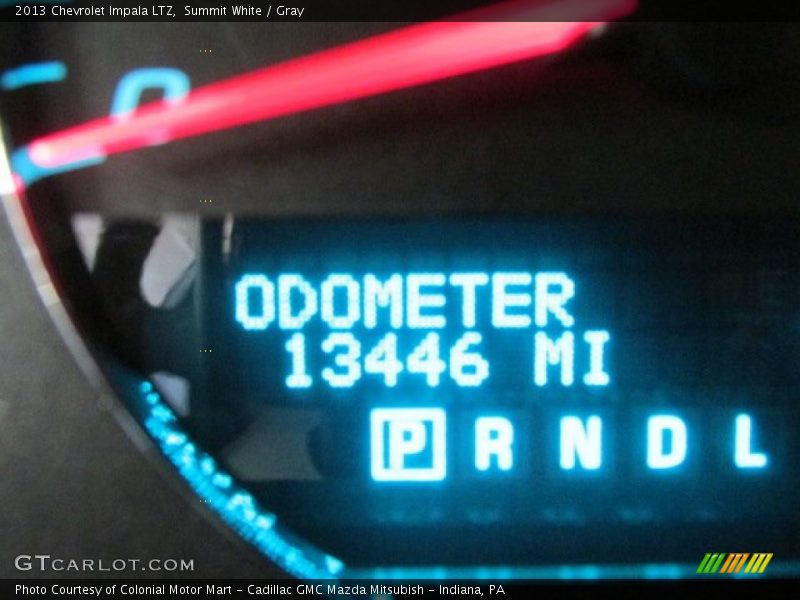 2013 Chevrolet Impala LTZ, Summit White / Gray
0
ODOMETER
13446 MI
P R N D L
GTCARLOT.COM
Photo Courtesy of Colonial Motor Mart - Cadillac GMC Mazda Mitsubish - Indiana, PA